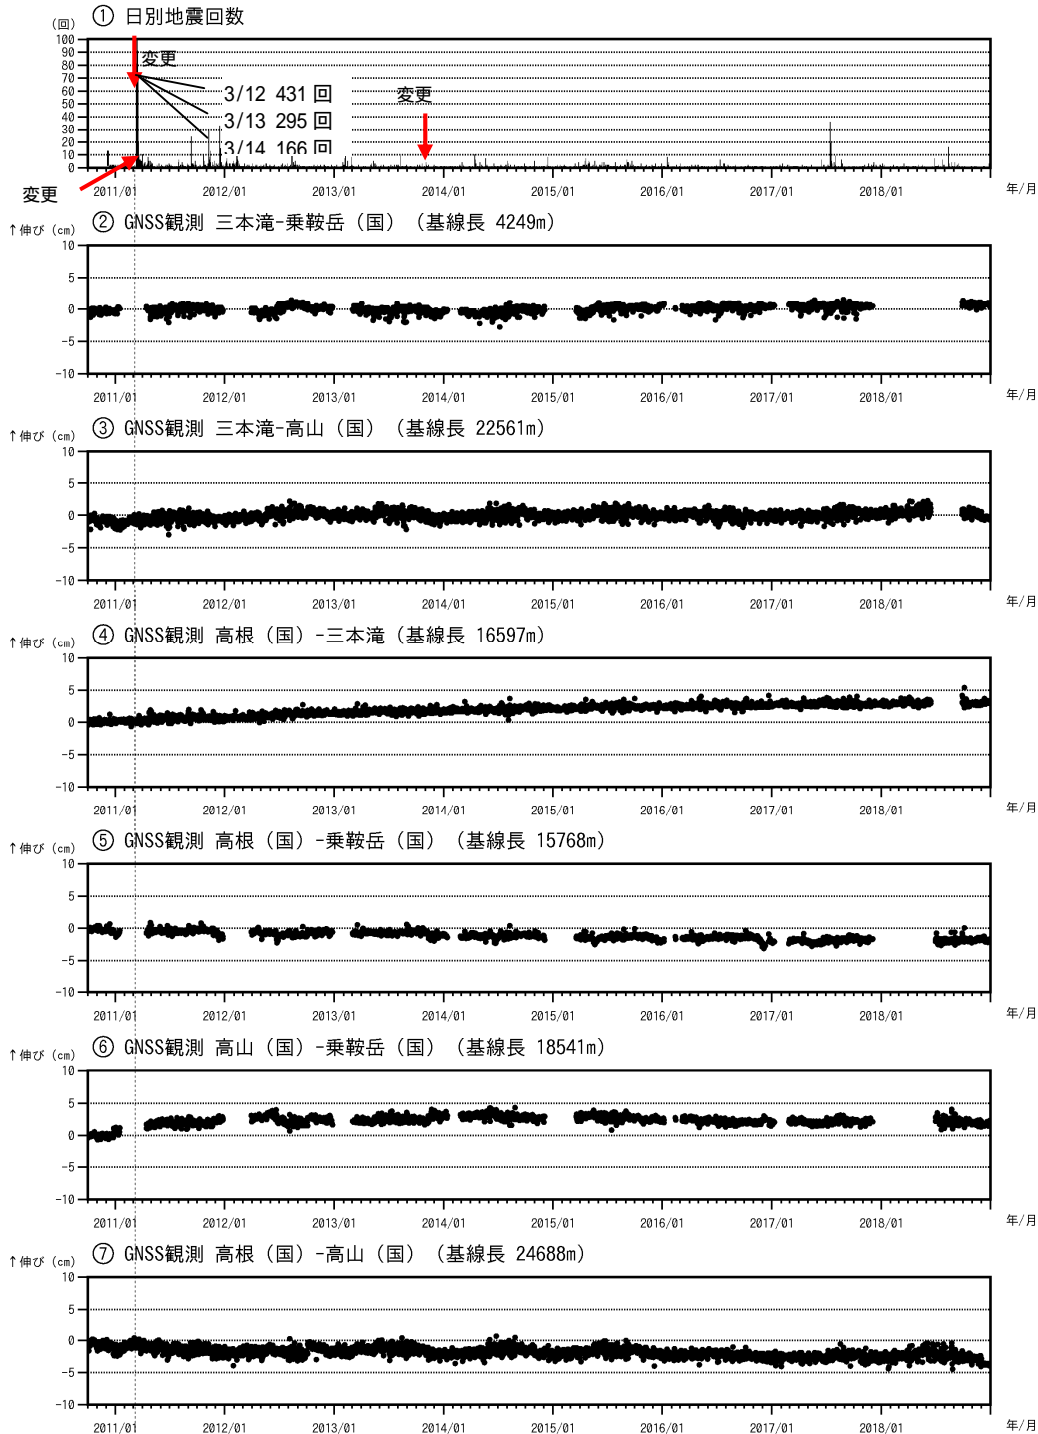 ① 日別地震回数
(回)
100
90
80
70
60
50
40
30
20
10
0
変更
3/12 431 回
3/13 295 回
3/14 166 回
変更
変更
2011/01 2012/01 2013/01 2014/01 2015/01 2016/01 2017/01 2018/01 年/月
↑伸び (cm) ② GNSS観測 三本滝-乗鞍岳（国）（基線長 4249m）
10
5
0
-5
-10
2011/01 2012/01 2013/01 2014/01 2015/01 2016/01 2017/01 2018/01 年/月
↑伸び (cm) ③ GNSS観測 三本滝-高山（国）（基線長 22561m）
10
5
0
-5
-10
2011/01 2012/01 2013/01 2014/01 2015/01 2016/01 2017/01 2018/01 年/月
↑伸び (cm) ④ GNSS観測 高根（国）-三本滝（基線長 16597m）
10
5
0
-5
-10
2011/01 2012/01 2013/01 2014/01 2015/01 2016/01 2017/01 2018/01 年/月
↑伸び (cm) ⑤ GNSS観測 高根（国）-乗鞍岳（国）（基線長 15768m）
10
5
0
-5
-10
2011/01 2012/01 2013/01 2014/01 2015/01 2016/01 2017/01 2018/01 年/月
↑伸び (cm) ⑥ GNSS観測 高山（国）-乗鞍岳（国）（基線長 18541m）
10
5
0
-5
-10
2011/01 2012/01 2013/01 2014/01 2015/01 2016/01 2017/01 2018/01 年/月
↑伸び (cm) ⑦ GNSS観測 高根（国）-高山（国）（基線長 24688m）
10
5
0
-5
-10
2011/01 2012/01 2013/01 2014/01 2015/01 2016/01 2017/01 2018/01 年/月